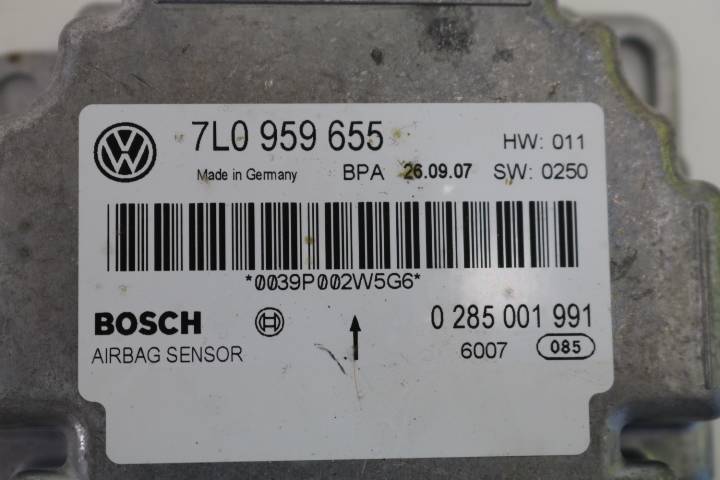 7L0 959 655
HW: 011
Made in Germany BPA 26.09.07 SW: 0250
*0039P002W5G6*
BOSCH 0 285 001 991
AIRBAG SENSOR 6007 085